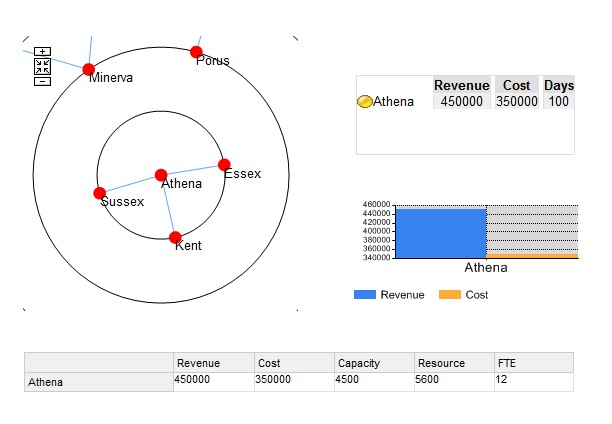 Porus
Minerva
Essex
Athena
Sussex
Kent
Revenue Cost Days
Athena 450000 350000 100
460000
440000
420000
400000
380000
360000
340000
Athena
Revenue Cost
Revenue Cost Capacity Resource FTE
Athena 450000 350000 4500 5600 12